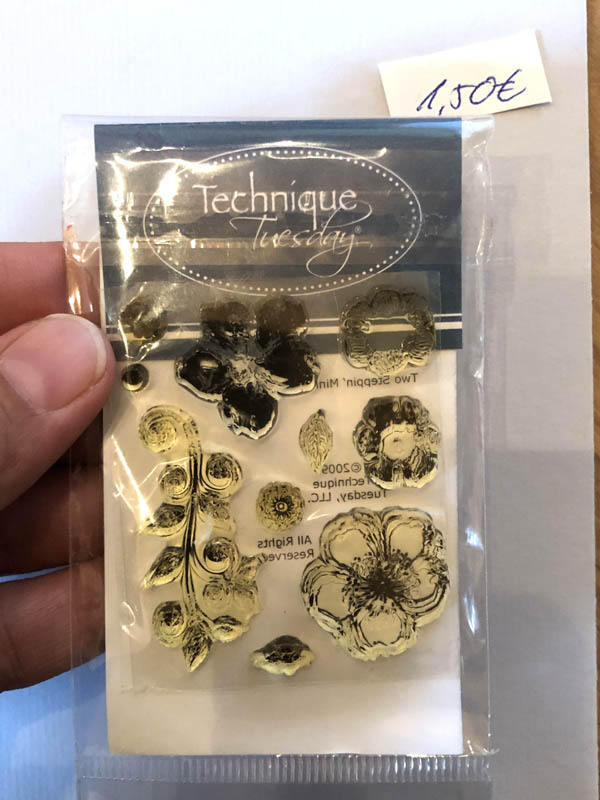 1,50€
Technique
Tuesday®
Two Steppin' Mini
©2009
Technique
Tuesday, LLC.
All Rights
Reserved